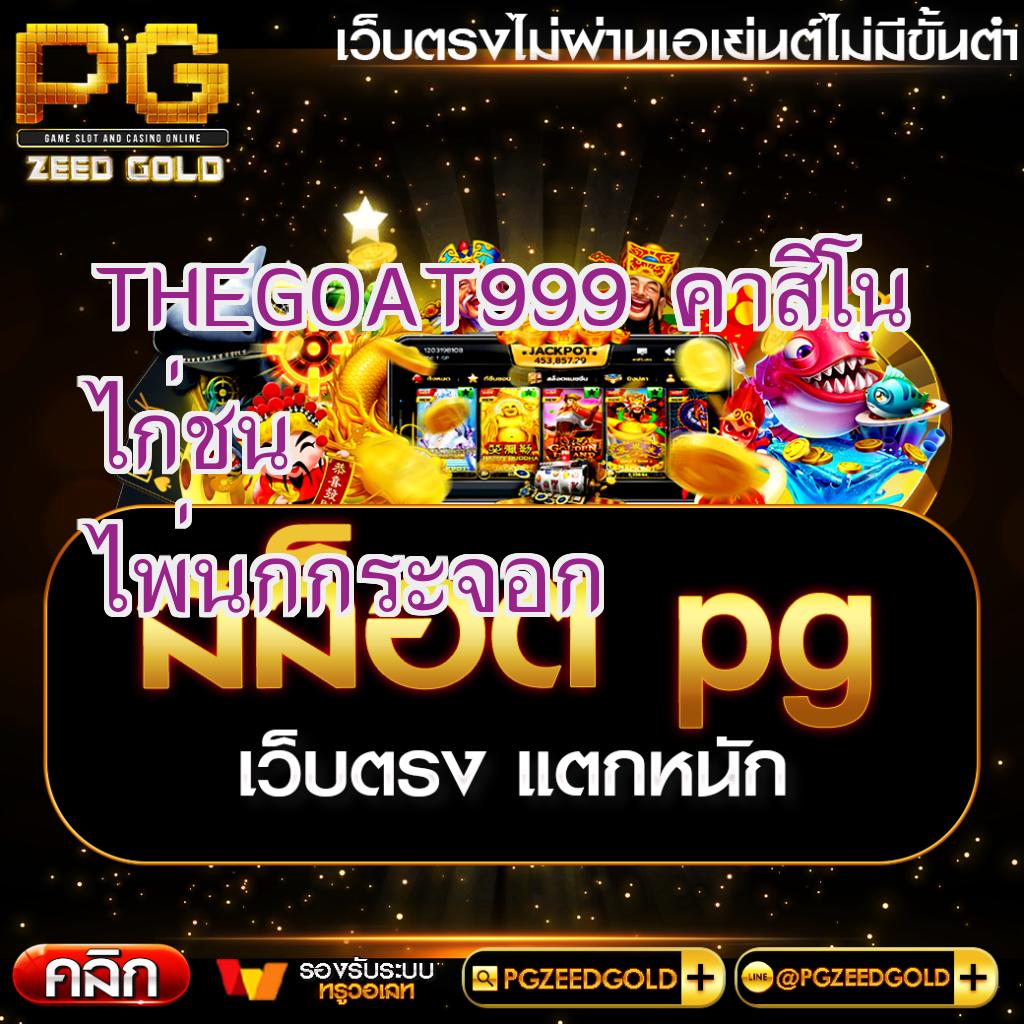 เว็บตรงไม่ผ่านเอเย่นต์ไม่มีขั้นต่ำ
PG
GAME SLOT AND CASINO ONLINE
ZEED GOLD
THEGOAT999 คาสิโน
ไก่ชน
ไพ่นกกระจอก
JACKPOT
สล็อต pg
เว็บตรง แตกหนัก
คลิก
รองรับระบบ
ทรูวอเลท
PGZEEDGOLD +
LINE @PGZEEDGOLD +